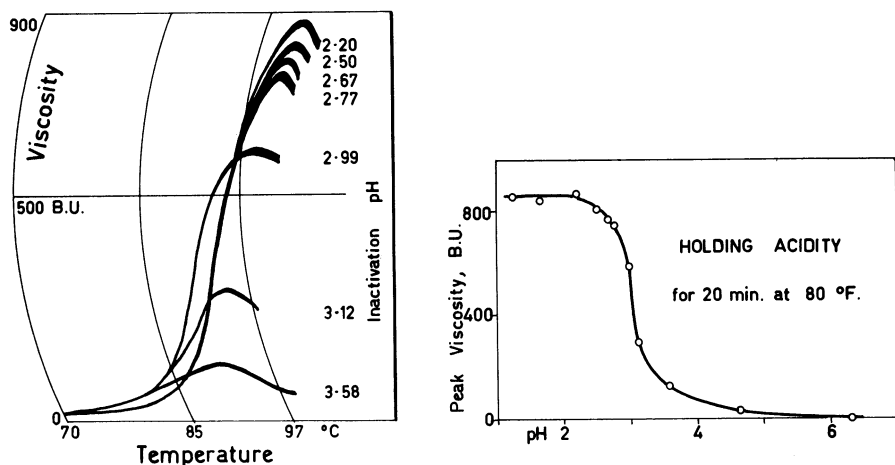 900
Viscosity
2·20
2·50
2·67
2·77
2·99
500 B.U.
Inactivation pH
3·12
3·58
0
70 85 97 °C
Temperature
Peak Viscosity, B.U.
800
400
0
HOLDING ACIDITY
for 20 min. at 80 °F.
pH 2 4 6